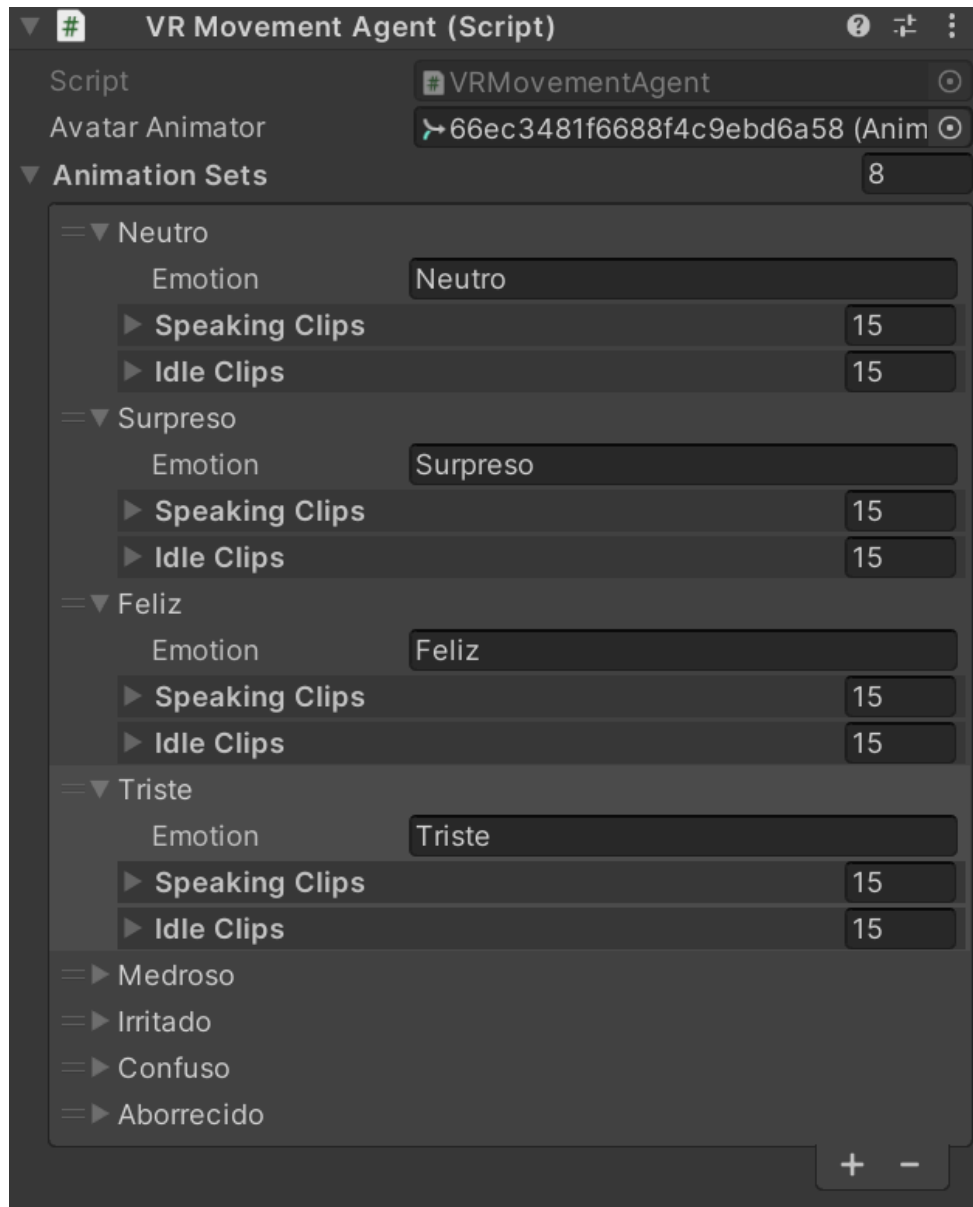 # VR Movement Agent (Script)
Script # VRMovementAgent
Avatar Animator 66ec3481f6688f4c9ebd6a58 (Anim
Animation Sets 8
Neutro
Emotion Neutro
Speaking Clips 15
Idle Clips 15
Surpreso
Emotion Surpreso
Speaking Clips 15
Idle Clips 15
Feliz
Emotion Feliz
Speaking Clips 15
Idle Clips 15
Triste
Emotion Triste
Speaking Clips 15
Idle Clips 15
Medroso
Irritado
Confuso
Aborrecido
+ -